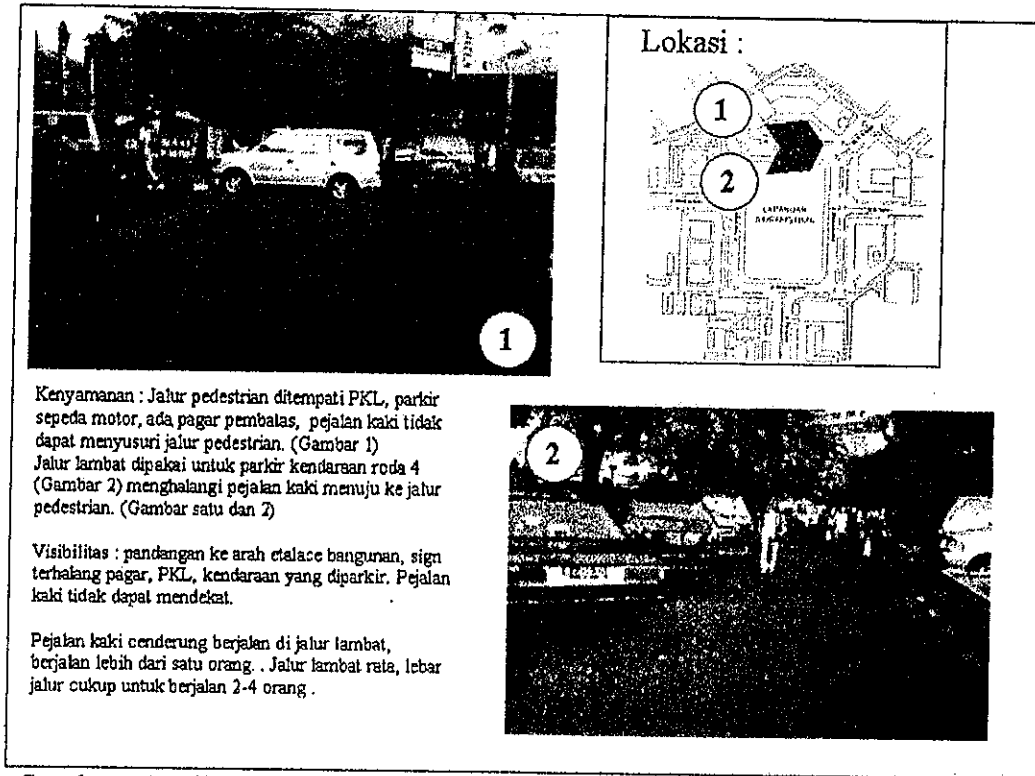 Lokasi :
1
2
LAPANGAN
1
Kenyamanan : Jalur pedestrian ditempati PKL, parkir
sepeda motor, ada pagar pembalas, pejalan kaki tidak
dapat menyusuri jalur pedestrian. (Gambar 1)
Jalur lambat dipakai untuk parkir kendaraan roda 4
(Gambar 2) menghalangi pejalan kaki menuju ke jalur
pedestrian. (Gambar satu dan 2)
Visibilitas : pandangan ke arah etalase bangunan, sign
terhalang pagar, PKL, kendaraan yang diparkir. Pejalan
kaki tidak dapat mendekat.
Pejalan kaki cenderung berjalan di jalur lambat,
berjalan lebih dari satu orang. . Jalur lambat rata, lebar
jalur cukup untuk berjalan 2-4 orang .
2